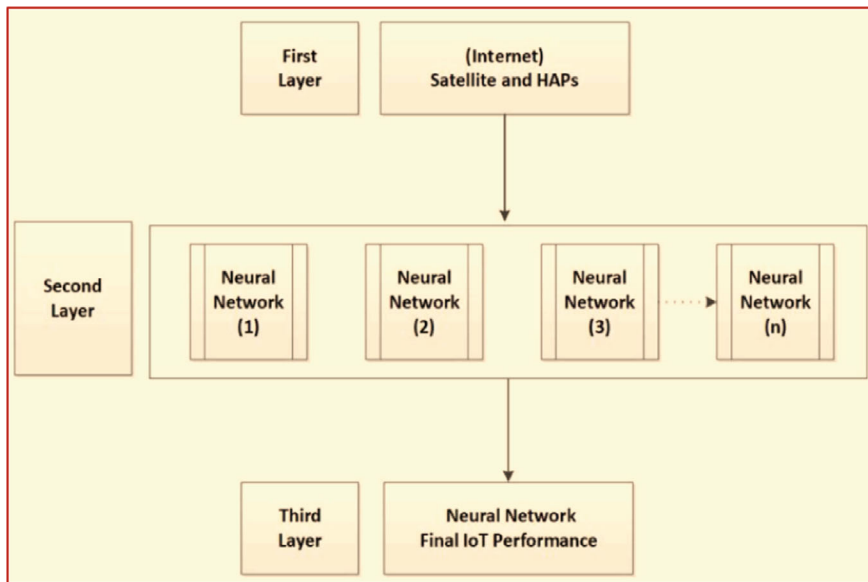 First
Layer
(Internet)
Satellite and HAPs
Second
Layer
Neural
Network
(1)
Neural
Network
(2)
Neural
Network
(3)
Neural
Network
(n)
Third
Layer
Neural Network
Final IoT Performance